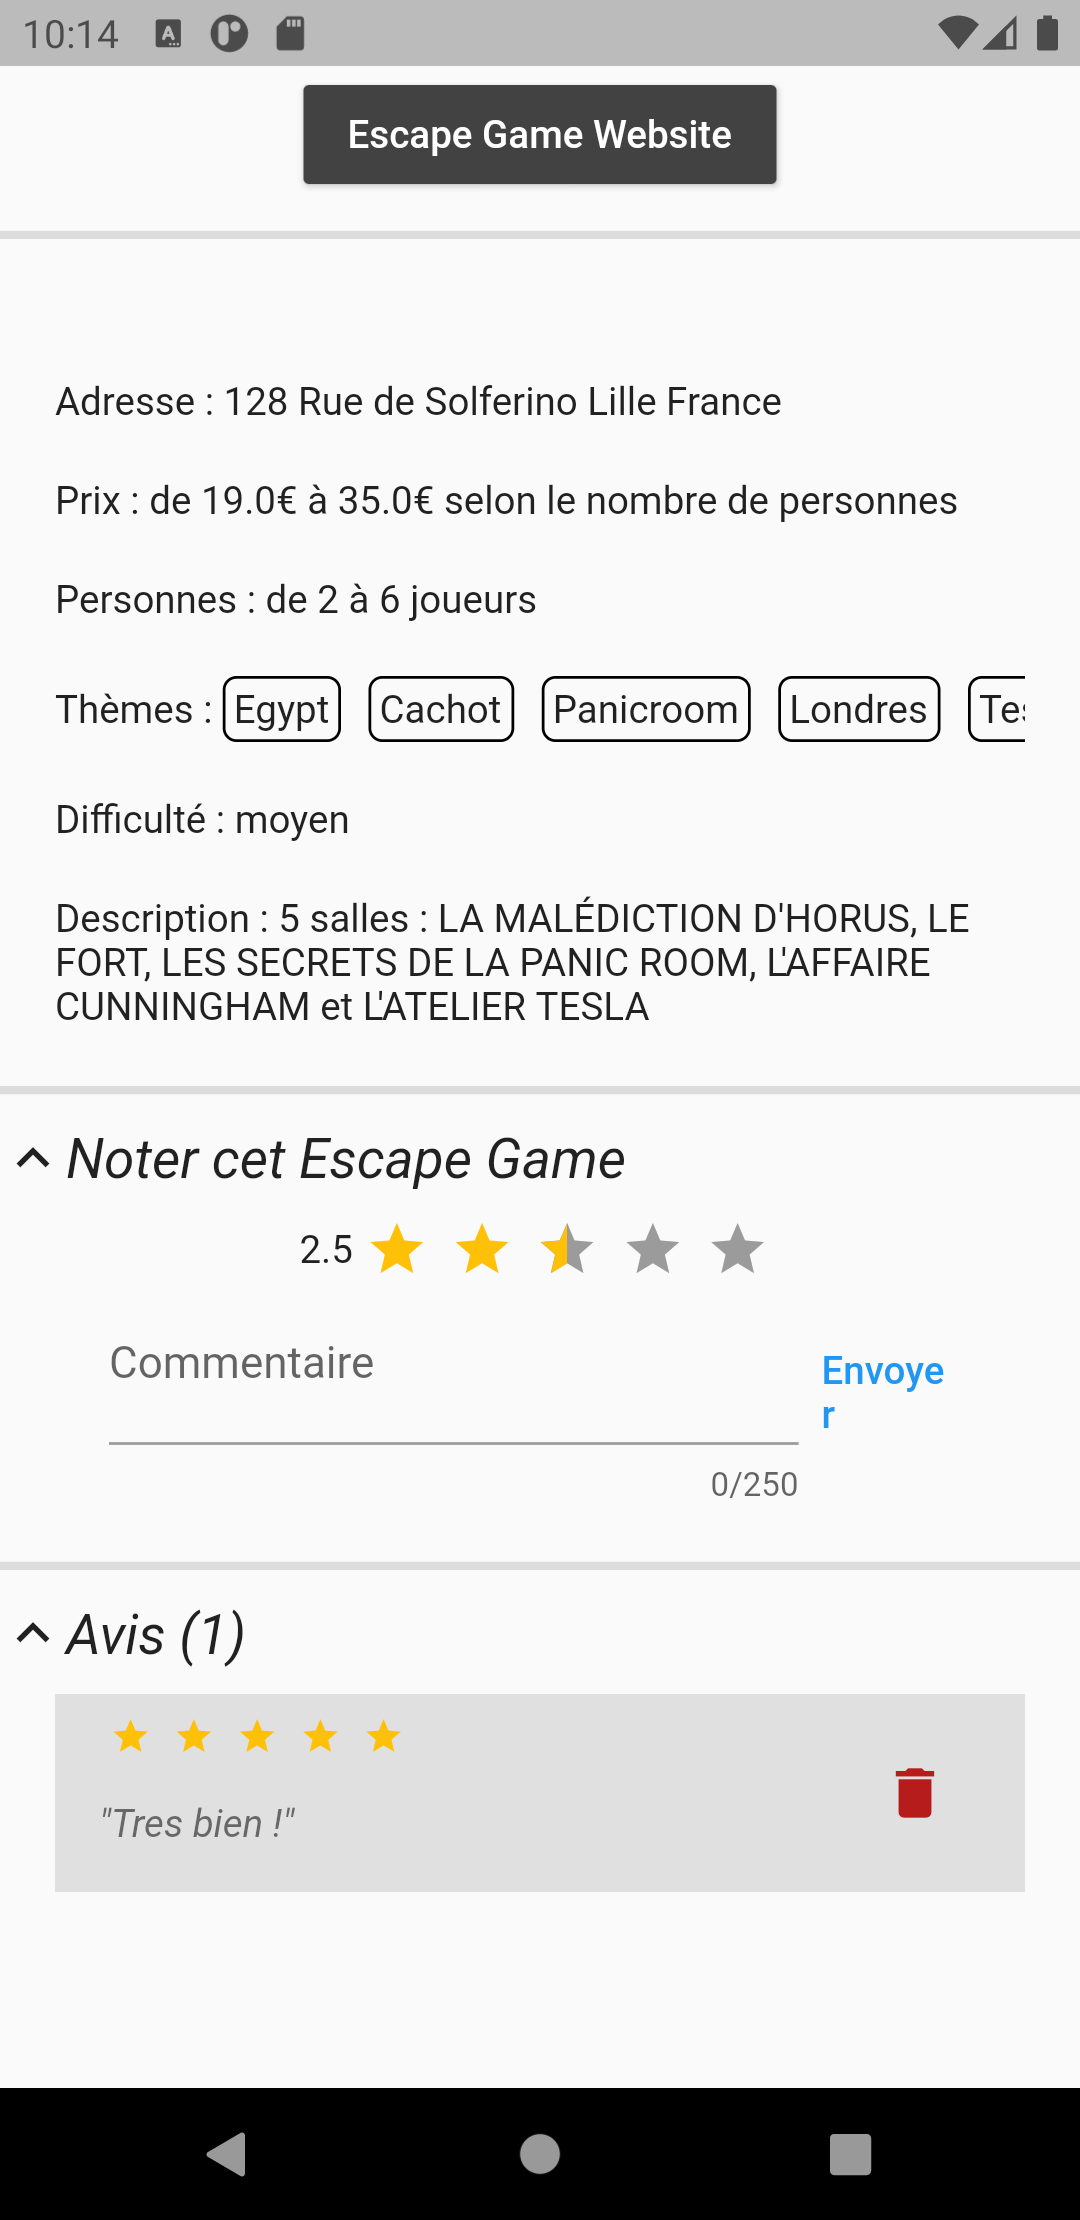 10:14
Escape Game Website
Adresse : 128 Rue de Solferino Lille France
Prix : de 19.0€ à 35.0€ selon le nombre de personnes
Personnes : de 2 à 6 joueurs
Thèmes : Egypt Cachot Panicroom Londres Tes
Difficulté : moyen
Description : 5 salles : LA MALÉDICTION D'HORUS, LE
FORT, LES SECRETS DE LA PANIC ROOM, L'AFFAIRE
CUNNINGHAM et L'ATELIER TESLA
Noter cet Escape Game
2.5
Commentaire
Envoye
r
0/250
Avis (1)
"Tres bien !"